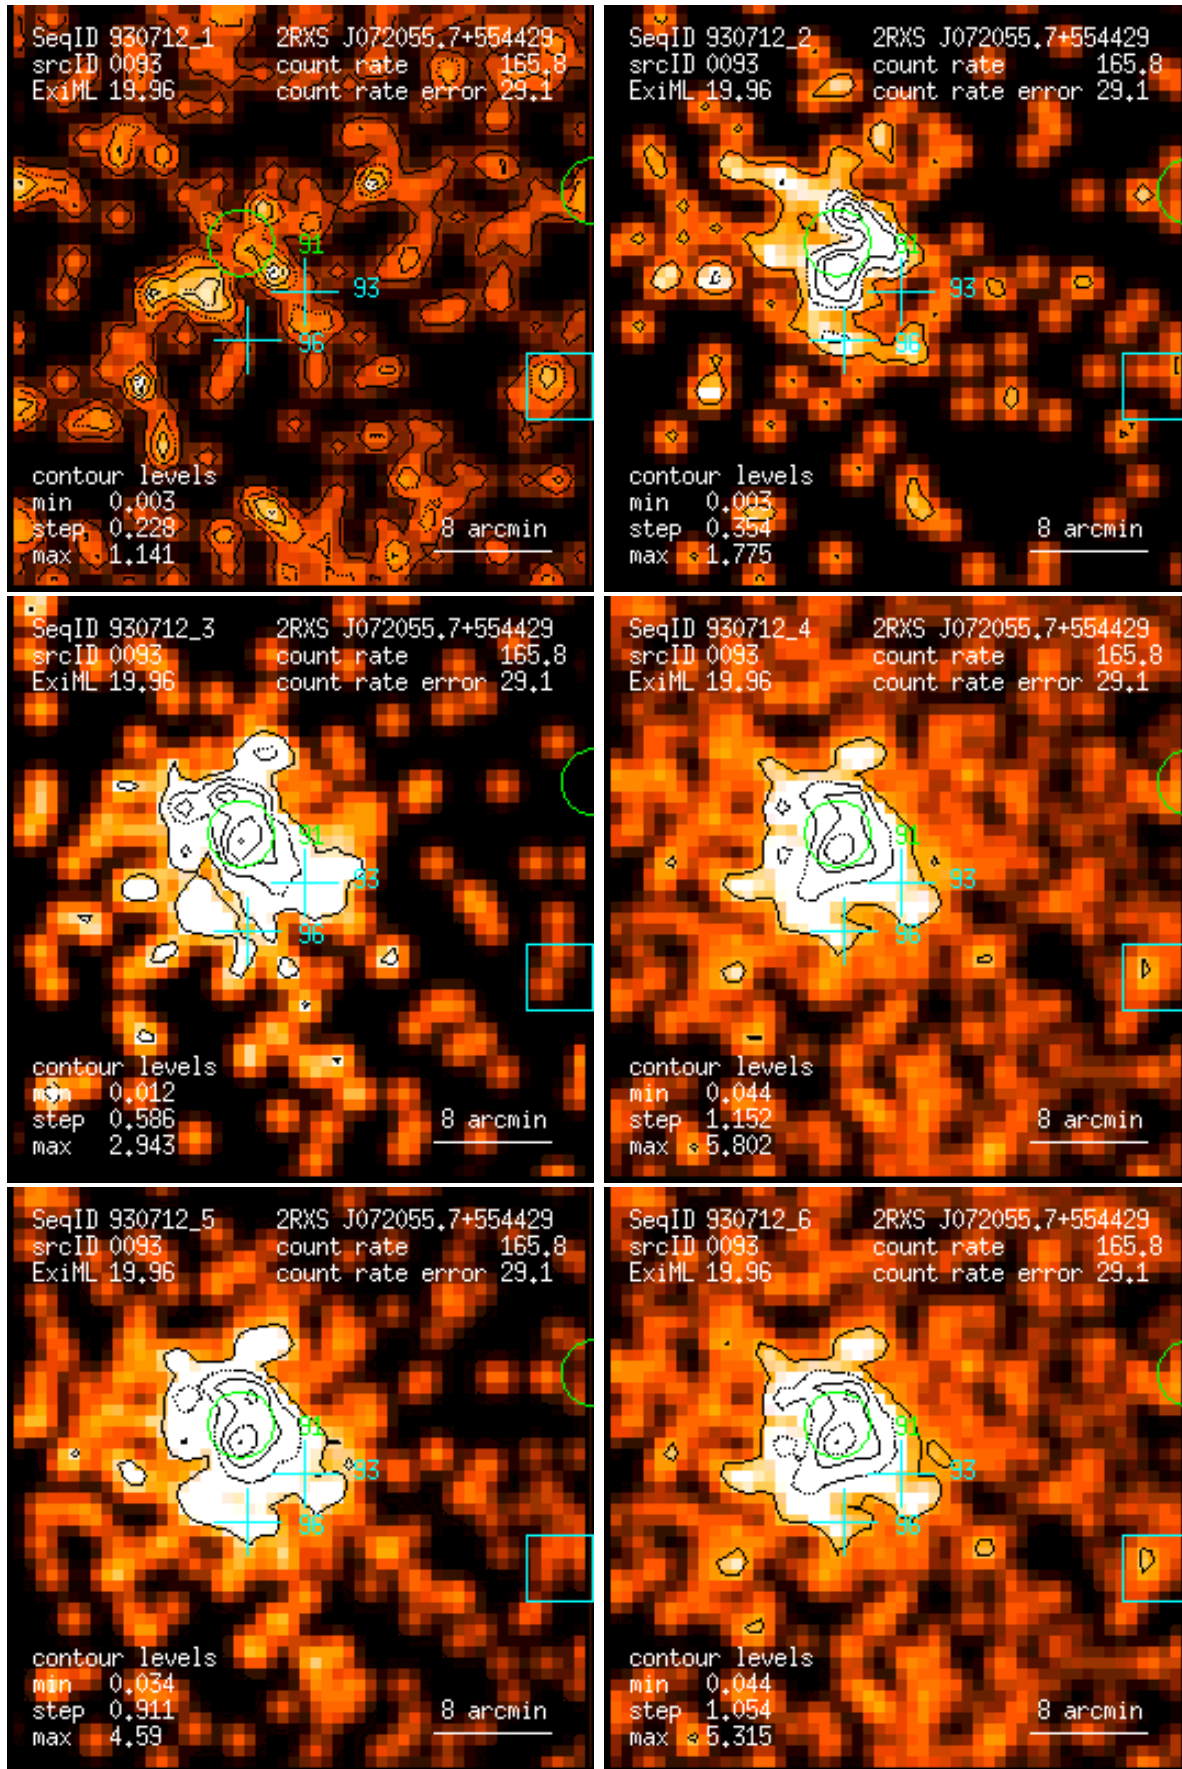 SeqID 930712_1 2RXS J072055.7+554429
srcID 0093 count rate 165.8
ExiML 19.96 count rate error 29.1
91
93
96
contour levels
min 0.003
step 0.228
max 1.141
8 arcmin
SeqID 930712_2 2RXS J072055.7+554429
srcID 0093 count rate 165.8
ExiML 19.96 count rate error 29.1
91
93
96
contour levels
min 0.003
step 0.354
max 1.775
8 arcmin
SeqID 930712_3 2RXS J072055.7+554429
srcID 0093 count rate 165.8
ExiML 19.96 count rate error 29.1
91
93
96
contour levels
min 0.012
step 0.586
max 2.943
8 arcmin
SeqID 930712_4 2RXS J072055.7+554429
srcID 0093 count rate 165.8
ExiML 19.96 count rate error 29.1
91
93
96
contour levels
min 0.044
step 1.152
max 5.802
8 arcmin
SeqID 930712_5 2RXS J072055.7+554429
srcID 0093 count rate 165.8
ExiML 19.96 count rate error 29.1
91
93
96
contour levels
min 0.034
step 0.911
max 4.59
8 arcmin
SeqID 930712_6 2RXS J072055.7+554429
srcID 0093 count rate 165.8
ExiML 19.96 count rate error 29.1
91
93
96
contour levels
min 0.044
step 1.054
max 5.315
8 arcmin